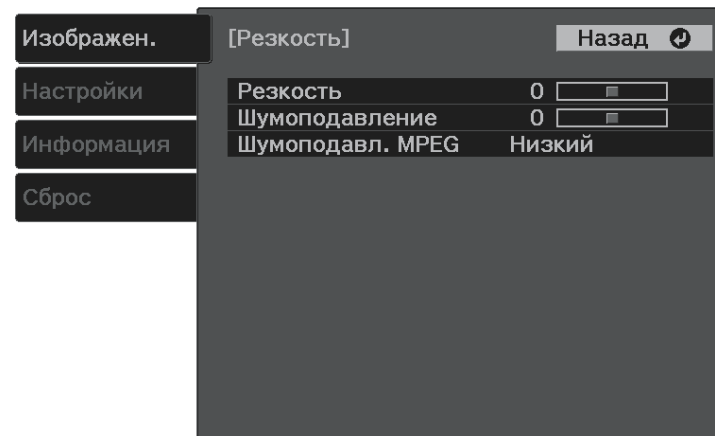 Изображен.
Настройки
Информация
Сброс
[Резкость]
Назад
Резкость 0
Шумоподавление 0
Шумоподавл. MPEG Низкий